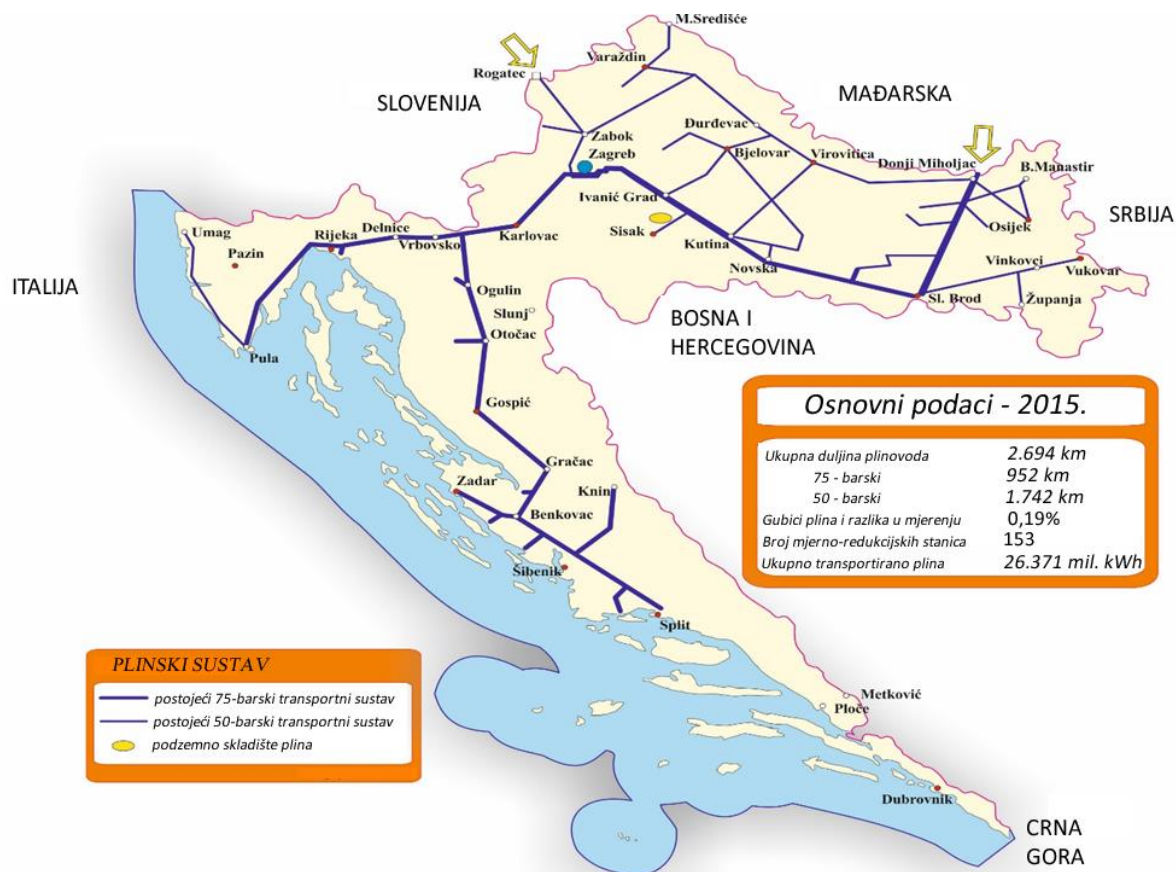 M.Središće
Varaždin
Rogatec
SLOVENIJA
MAĐARSKA
Đurđevac
Zabok
Zagreb
Bjelovar
Virovitica
Donji Miholjac
B.Manastir
Ivanić Grad
SRBIJA
Umag
Delnice
Rijeka
Vrbovsko
Karlovac
Sisak
Kutina
Osijek
Pazin
Novska
Vinkovci
Vukovar
ITALIJA
Ogulin
Sl. Brod
Županja
Slunj
BOSNA I
HERCEGOVINA
Otočac
Pula
Gospić
Osnovni podaci - 2015.
Ukupna duljina plinovoda 2.694 km
75 - barski 952 km
50 - barski 1.742 km
Gubici plina i razlika u mjerenju 0,19%
Broj mjerno-redukcijskih stanica 153
Ukupno transportirano plina 26.371 mil. kWh
Gračac
Zadar
Knin
Benkovac
Šibenik
Split
PLINSKI SUSTAV
postojeći 75-barski transportni sustav
postojeći 50-barski transportni sustav
podzemno skladište plina
Metković
Ploče
Dubrovnik
CRNA
GORA